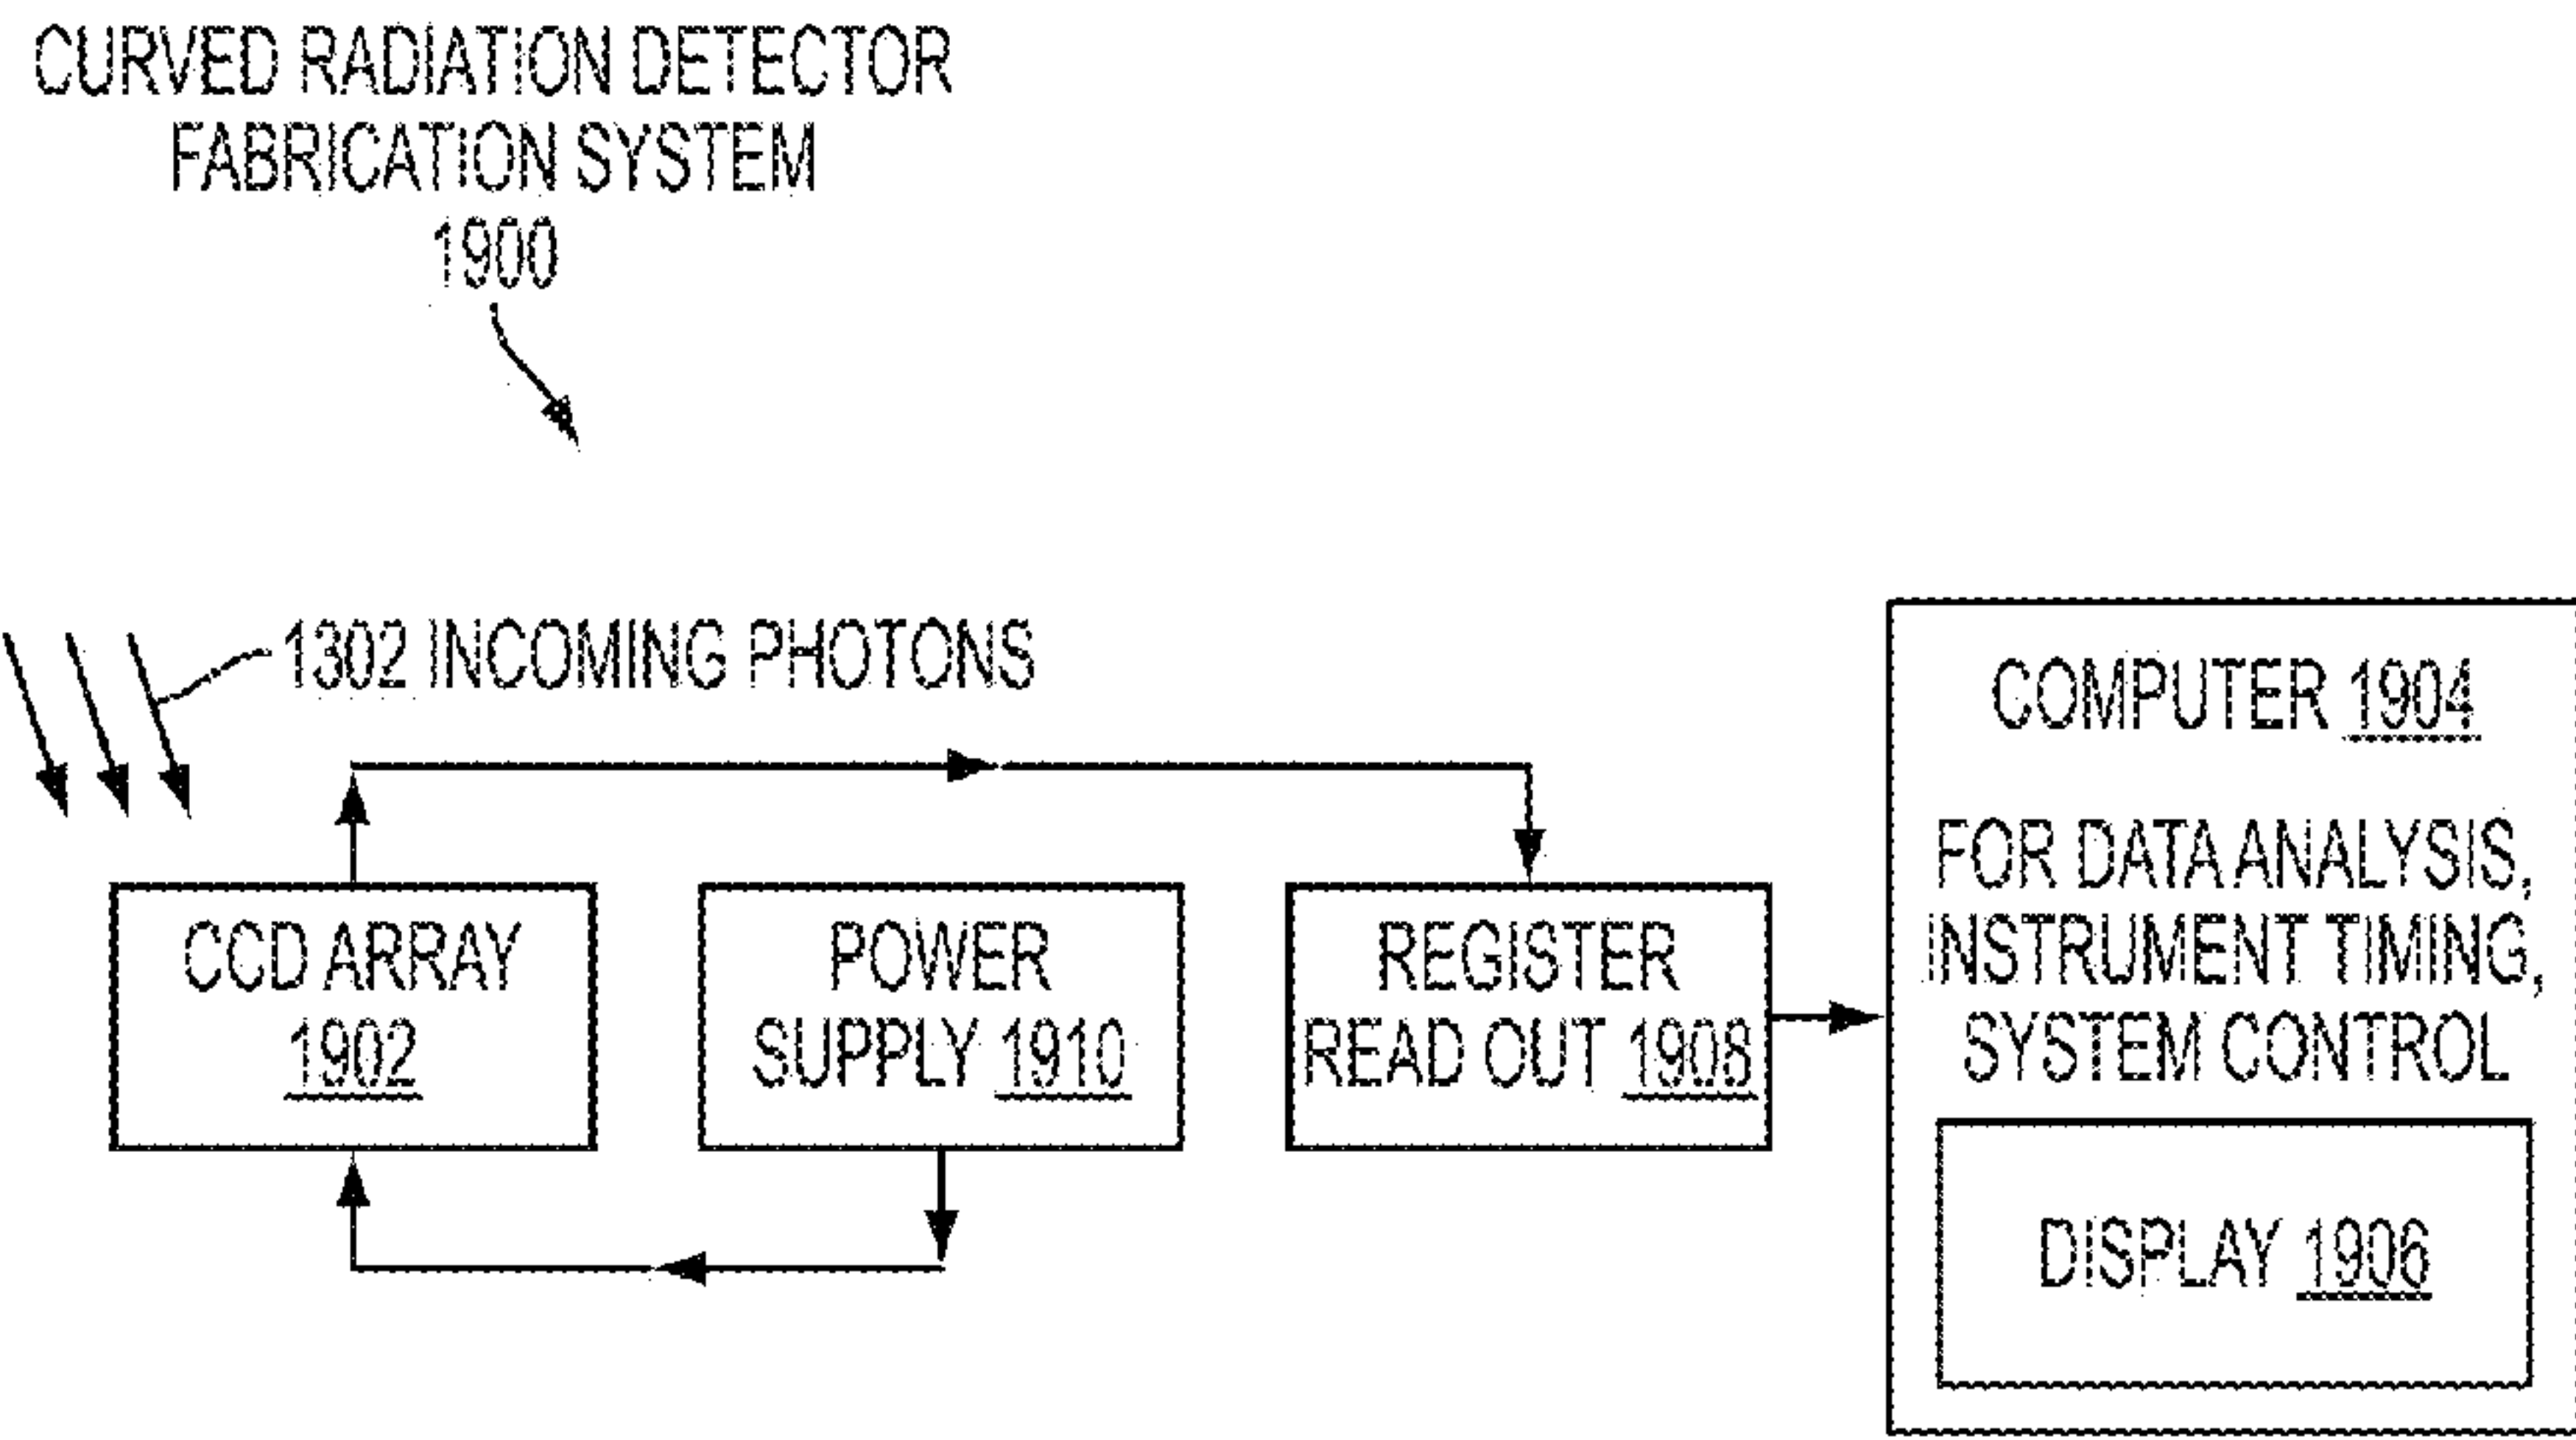 CURVED RADIATION DETECTOR
FABRICATION SYSTEM
1900
1302 INCOMING PHOTONS
CCD ARRAY
1902
POWER
SUPPLY 1910
REGISTER
READ OUT 1908
COMPUTER 1904
FOR DATA ANALYSIS,
INSTRUMENT TIMING,
SYSTEM CONTROL
DISPLAY 1906